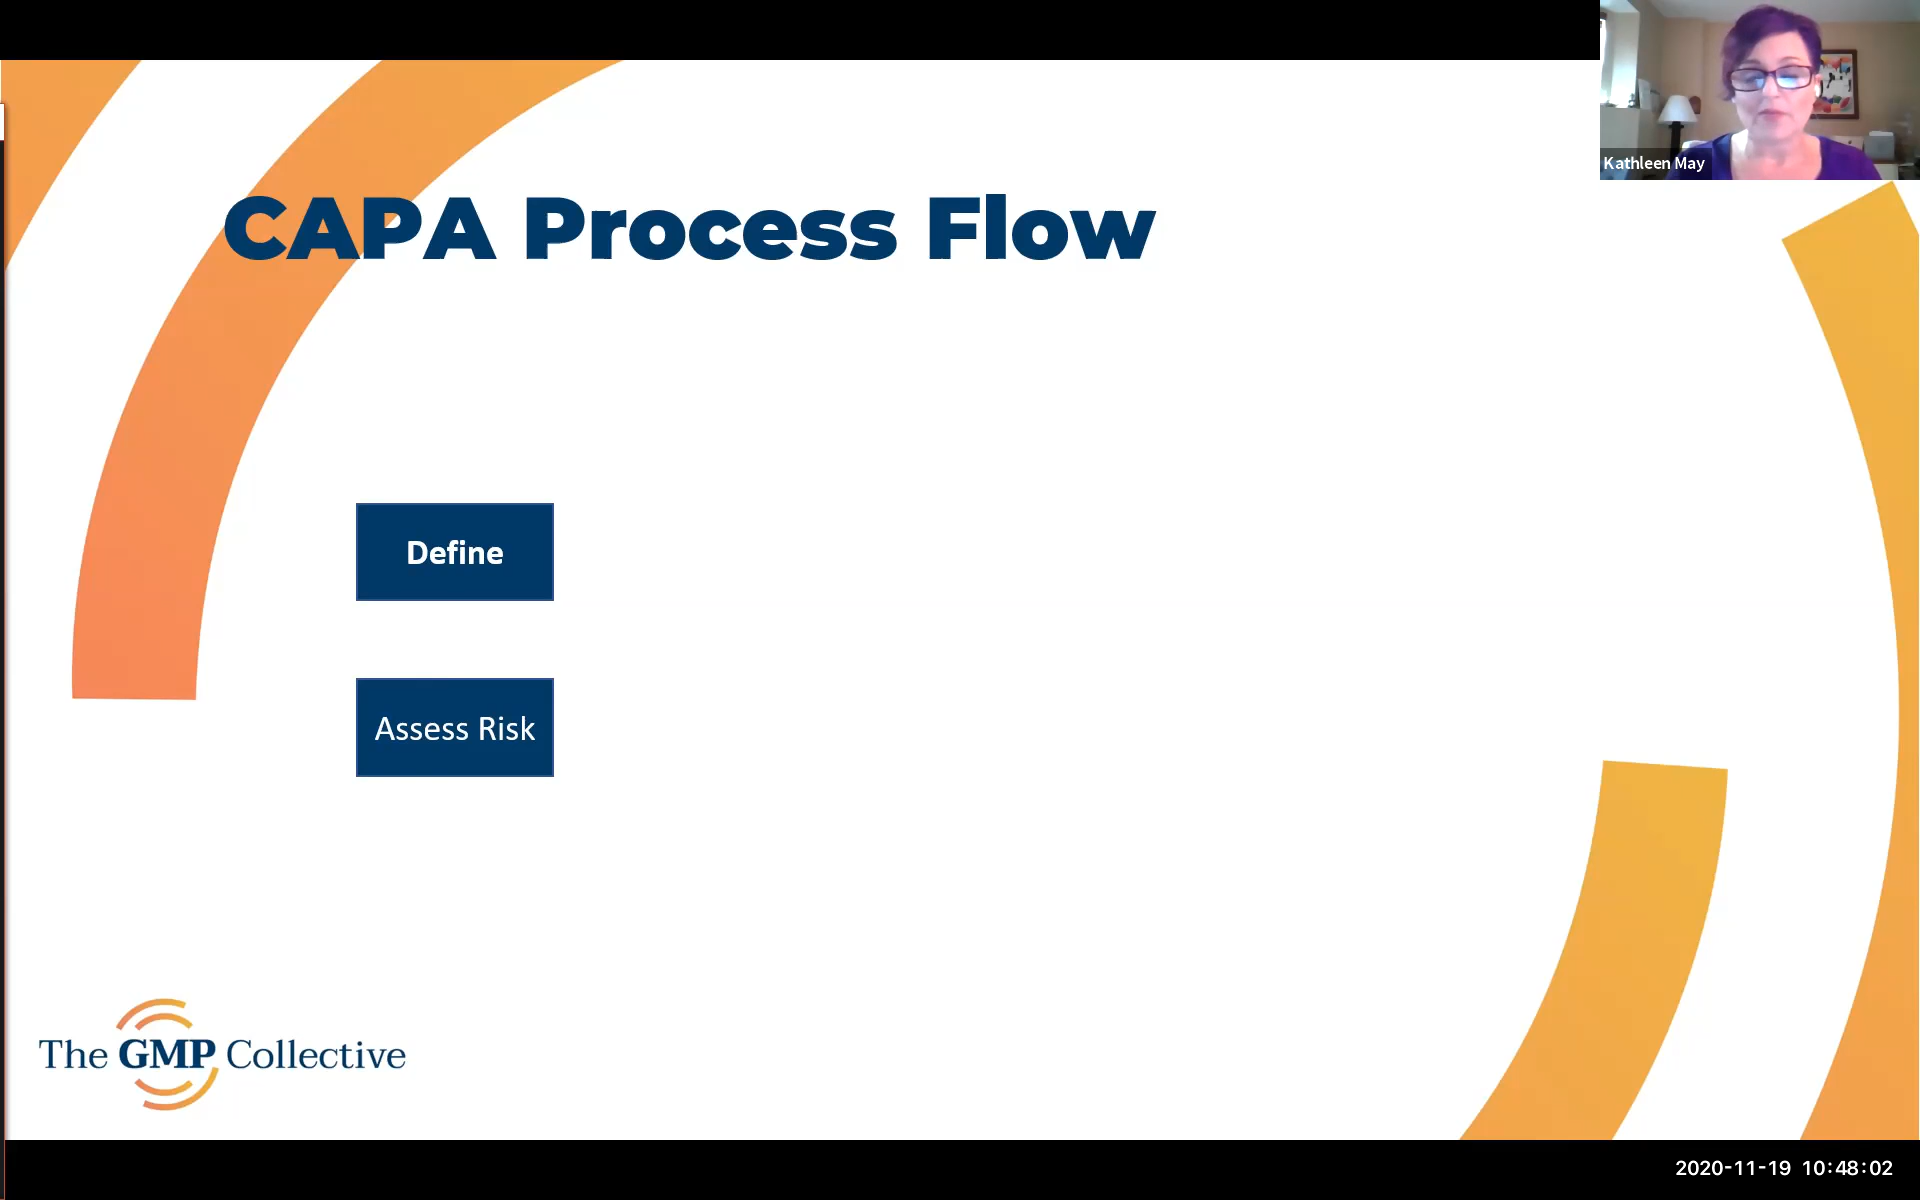 Kathleen May
CAPA Process Flow
Define
Assess Risk
The GMP Collective
2020-11-19 10:48:02